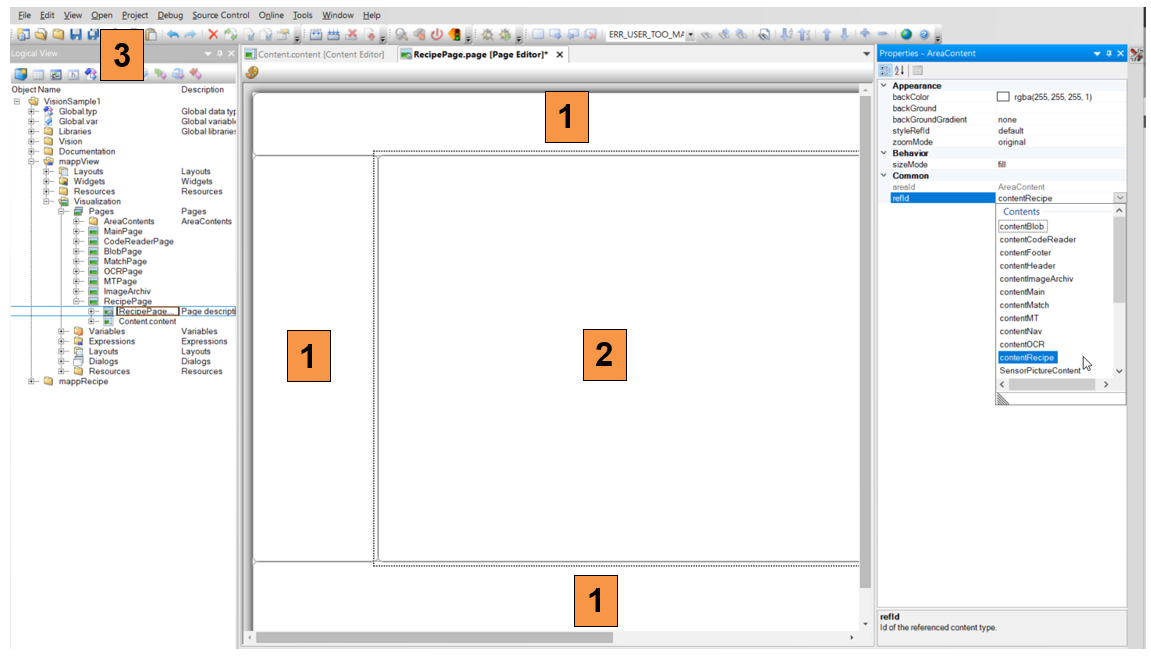 File Edit View Open Project Debug Source Control Online Tools Window Help
ERR_USER_TOO_MA
Logical View
3
Content.content [Content Editor]
RecipePage.page [Page Editor]*
Properties - AreaContent
Object Name Description
VisionSample1
Global.typ Global data typ
Global.var Global variabl
Libraries Global librarie
Vision
Documentation
mappView
Layouts Layouts
Widgets Widgets
Resources Resources
Visualization
Pages Pages
AreaContents AreaContents
MainPage
CodeReaderPage
BlobPage
MatchPage
OCRPage
MTPage
ImageArchiv
RecipePage
RecipePage... Page descripti
Content.content
Variables Variables
Expressions Expressions
Layouts Layouts
Dialogs Dialogs
Resources Resources
mappRecipe
1
1
2
1
Appearance
backColor rgba(255, 255, 255, 1)
backGround
backGroundGradient none
styleRefId default
zoomMode original
Behavior
sizeMode fill
Common
areaId AreaContent
refId contentRecipe
Contents
contentBlob
contentCodeReader
contentFooter
contentHeader
contentImageArchiv
contentMain
contentMatch
contentMT
contentNav
contentOCR
contentRecipe
SensorPictureContent
refId
Id of the referenced content type.